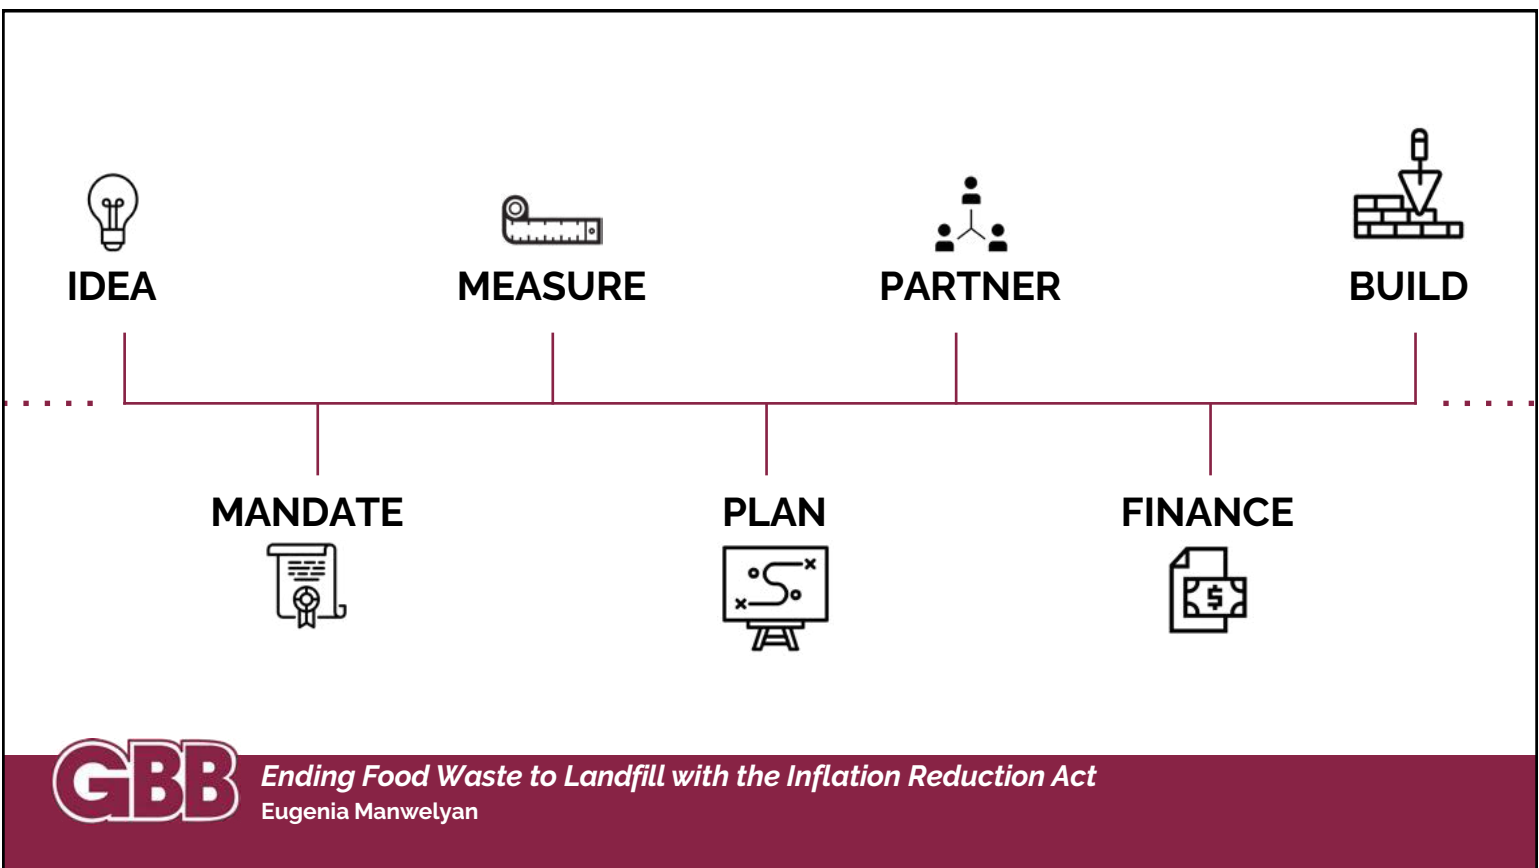 IDEA
MEASURE
PARTNER
BUILD
MANDATE
PLAN
FINANCE
GBB
Ending Food Waste to Landfill with the Inflation Reduction Act
Eugenia Manwelyan